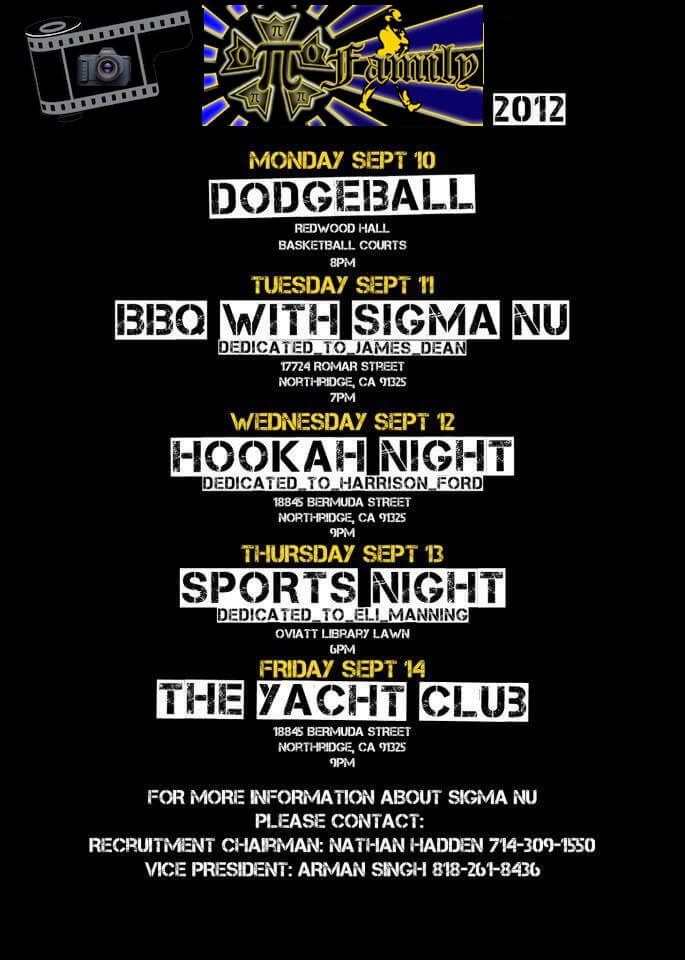 Family
2012
MONDAY SEPT 10
DODGEBALL
REDWOOD HALL
BASKETBALL COURTS
8PM
TUESDAY SEPT 11
BBQ WITH SIGMA NU
DEDICATED_TO_JAMES_DEAN
17724 ROMAR STREET
NORTHRIDGE, CA 91325
7PM
WEDNESDAY SEPT 12
HOOKAH NIGHT
DEDICATED_TO_HARRISON_FORD
18845 BERMUDA STREET
NORTHRIDGE, CA 91325
9PM
THURSDAY SEPT 13
SPORTS NIGHT
DEDICATED_TO_ELI_MANNING
OVIATT LIBRARY LAWN
6PM
FRIDAY SEPT 14
THE YACHT CLUB
18845 BERMUDA STREET
NORTHRIDGE, CA 91325
9PM
FOR MORE INFORMATION ABOUT SIGMA NU
PLEASE CONTACT:
RECRUITMENT CHAIRMAN: NATHAN HADDEN 714-309-1550
VICE PRESIDENT: ARMAN SINGH 818-261-8436